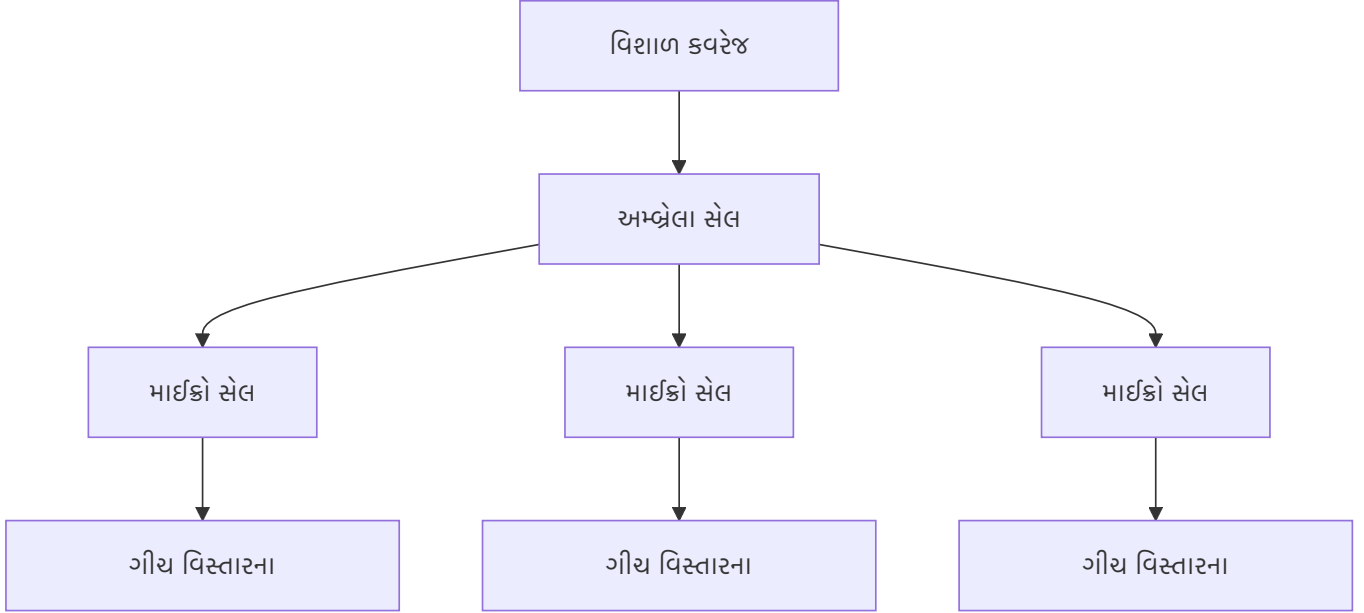 વિશાળ કવરેજ
અમ્બ્રેલા સેલ
માઈક્રો સેલ
માઈક્રો સેલ
માઈક્રો સેલ
ગીચ વિસ્તારના
ગીચ વિસ્તારના
ગીચ વિસ્તારના